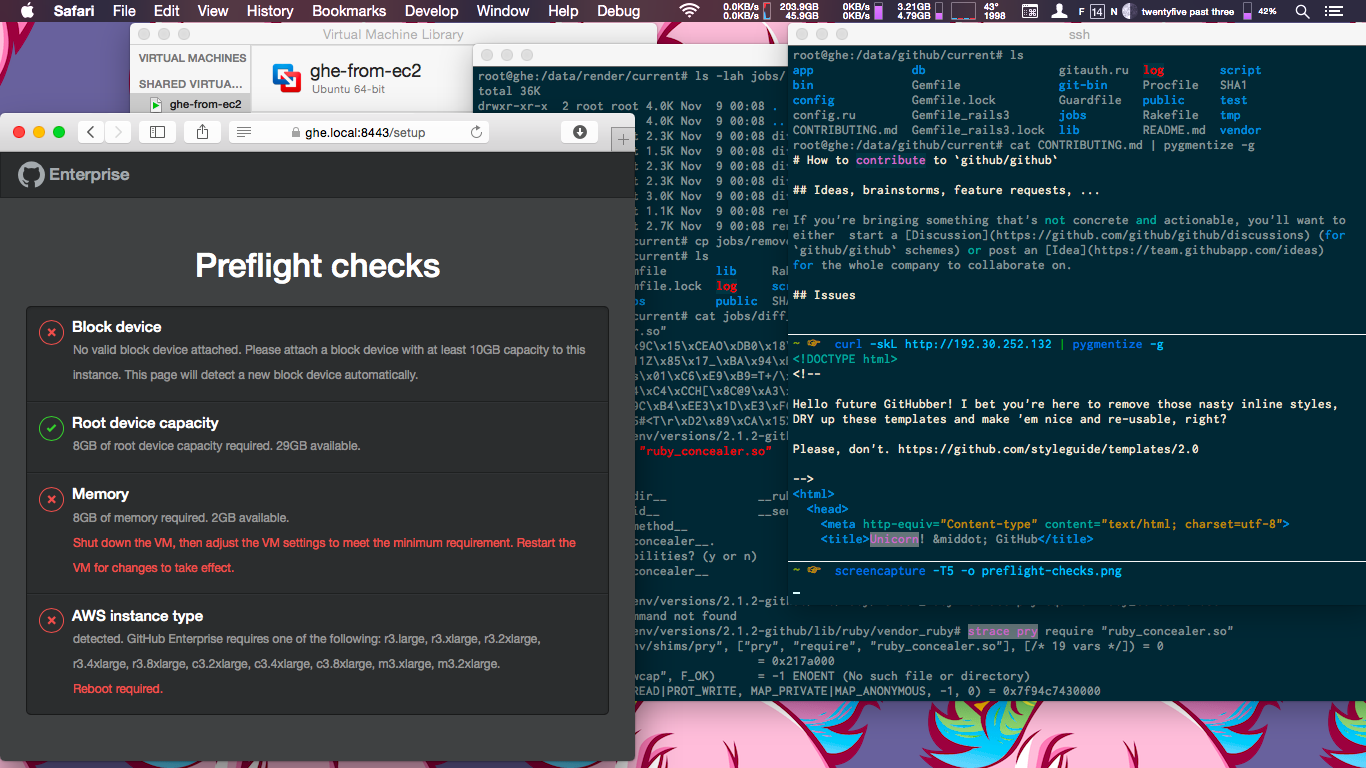 Safari File Edit View History Bookmarks Develop Window Help Debug
0.0KB/s 0.0KB/s 203.9GB 45.9GB 0KB/s 0KB/s 3.21GB 4.79GB 43° 1998 F 14 N twentyfive past three 42%
Virtual Machine Library
VIRTUAL MACHINES
SHARED VIRTUA...
ghe-from-ec2
ghe-from-ec2
Ubuntu 64-bit
ghe.local:8443/setup
Enterprise
Preflight checks
Block device
No valid block device attached. Please attach a block device with at least 10GB capacity to this
instance. This page will detect a new block device automatically.
Root device capacity
8GB of root device capacity required. 29GB available.
Memory
8GB of memory required. 2GB available.
Shut down the VM, then adjust the VM settings to meet the minimum requirement. Restart the
VM for changes to take effect.
AWS instance type
detected. GitHub Enterprise requires one of the following: r3.large, r3.xlarge, r3.2xlarge,
r3.4xlarge, r3.8xlarge, c3.2xlarge, c3.4xlarge, c3.8xlarge, m3.xlarge, m3.2xlarge.
Reboot required.
root@ghe:/data/render/current# ls -lah jobs/
total 36K
drwxr-xr-x 2 root root 4.0K Nov 9 00:08 .
t 4.0K Nov 9 00:08 ..
t 2.3K Nov 9 00:08 di
t 1.5K Nov 9 00:08 di
t 2.3K Nov 9 00:08 di
t 2.3K Nov 9 00:08 di
t 3.0K Nov 9 00:08 di
t 1.1K Nov 9 00:08 re
t 2.7K Nov 9 00:08 re
current# cp jobs/remov
current# ls
mfile lib Ra
mfile.lock log sc
bs public SH
current# cat jobs/diff_
r.so"
x9C\x15\xCEAO\xDB0\x18
1Z\x85\x17_\xBA\x94\x
s\x01\xC6\xE9\xB9=T+/\
4\xC4\xCCH[\x8C@9\xA3\
9C\xB4\xEE3\x1D\xE3\xF
5#<T\r\xD2\x89\xCA\x15
env/versions/2.1.2-gith
"ruby_concealer.so"
dir__ __ru
id__ __se
method__
concealer__.
bilities? (y or n)
concealer__
env/versions/2.1.2-gith
mmand not found
env/versions/2.1.2-github/lib/ruby/vendor_ruby# strace pry require "ruby_concealer.so"
nv/shims/pry", ["pry", "require", "ruby_concealer.so"], [/* 19 vars */]) = 0
= 0x217a000
wcap", F_OK) = -1 ENOENT (No such file or directory)
READ|PROT_WRITE, MAP_PRIVATE|MAP_ANONYMOUS, -1, 0) = 0x7f94c7430000
ssh
root@ghe:/data/github/current# ls
app db gitauth.ru log script
bin Gemfile git-bin Procfile SHA1
config Gemfile.lock Guardfile public test
config.ru Gemfile_rails3 jobs Rakefile tmp
CONTRIBUTING.md Gemfile_rails3.lock lib README.md vendor
root@ghe:/data/github/current# cat CONTRIBUTING.md | pygmentize -g
# How to contribute to `github/github`
## Ideas, brainstorms, feature requests, ...
If you're bringing something that's not concrete and actionable, you'll want to
either start a [Discussion](https://github.com/github/github/discussions) (for
`github/github` schemes) or post an [Idea](https://team.githubapp.com/ideas)
for the whole company to collaborate on.
## Issues
~ ☞ curl -skL http://192.30.252.132 | pygmentize -g
<!DOCTYPE html>
<!--
Hello future GitHubber! I bet you're here to remove those nasty inline styles,
DRY up these templates and make 'em nice and re-usable, right?
Please, don't. https://github.com/styleguide/templates/2.0
-->
<html>
<head>
<meta http-equiv="Content-type" content="text/html; charset=utf-8">
<title>Unicorn! &middot; GitHub</title>
~ ☞ screencapture -T5 -o preflight-checks.png